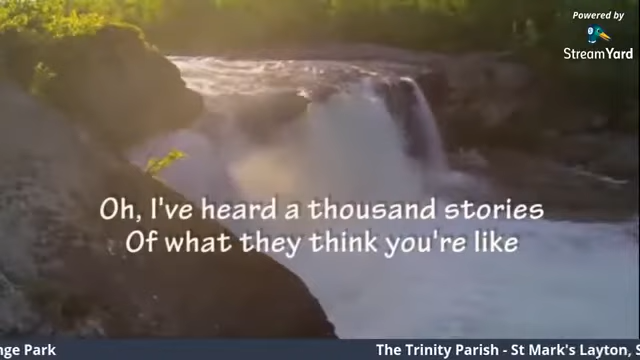 Powered by
StreamYard
Oh, I've heard a thousand stories
Of what they think you're like
nge Park
The Trinity Parish - St Mark's Layton, S